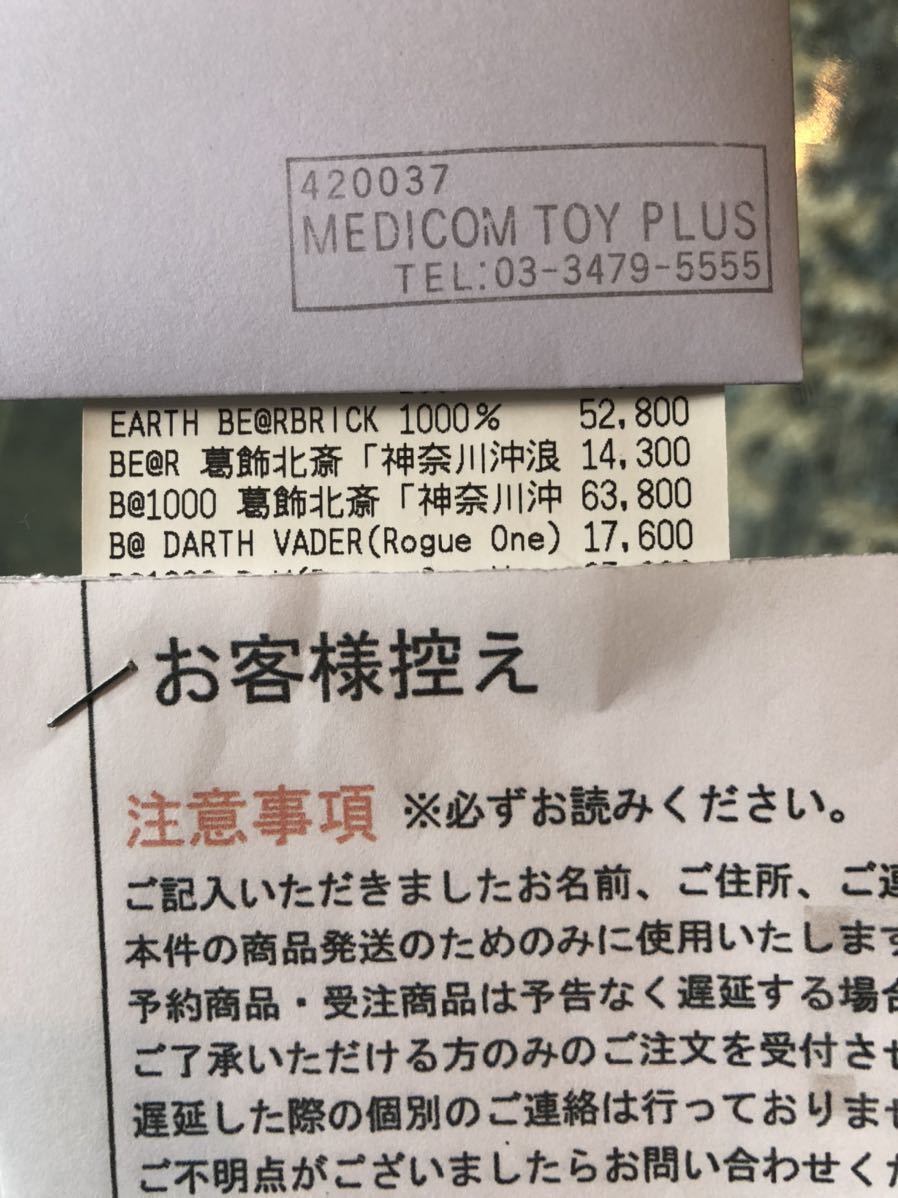 420037
MEDICOM TOY PLUS
TEL:03-3479-5555
EARTH BE@RBRICK 1000% 52,800
BE@R 葛飾北斎「神奈川沖浪 14,300
B@1000 葛飾北斎「神奈川沖 63,800
B@ DARTH VADER(Rogue One) 17,600
お客様控え
注意事項 ※必ずお読みください。
ご記入いただきましたお名前、ご住所、ご連
本件の商品発送のためのみに使用いたします
予約商品・受注商品は予告なく遅延する場合
ご了承いただける方のみのご注文を受付させ
遅延した際の個別のご連絡は行っておりませ
ご不明点がございましたらお問い合わせくだ